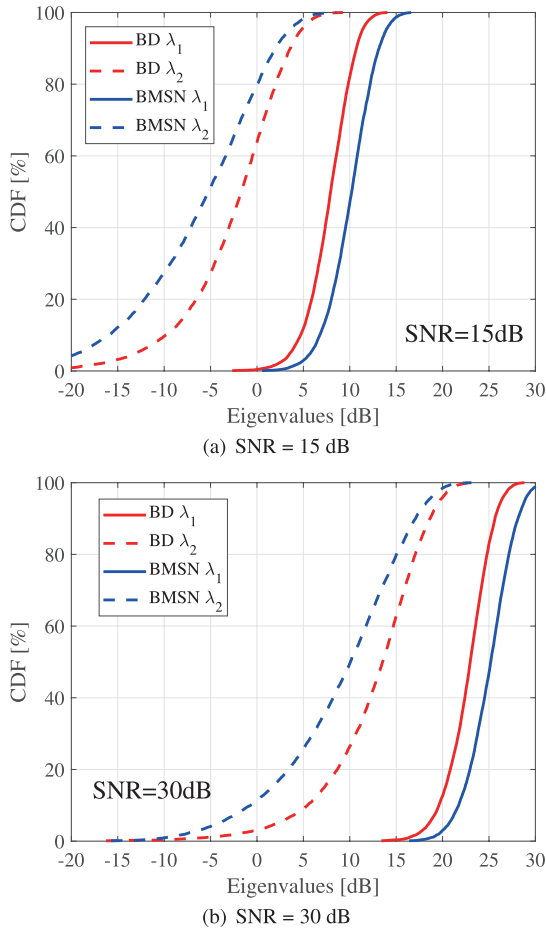 100
80
60
40
20
0
CDF [%]
BD λ1
BD λ2
BMSN λ1
BMSN λ2
SNR=15dB
-20 -15 -10 -5 0 5 10 15 20 25 30
Eigenvalues [dB]
(a) SNR = 15 dB
100
80
60
40
20
0
CDF [%]
BD λ1
BD λ2
BMSN λ1
BMSN λ2
SNR=30dB
-20 -15 -10 -5 0 5 10 15 20 25 30
Eigenvalues [dB]
(b) SNR = 30 dB